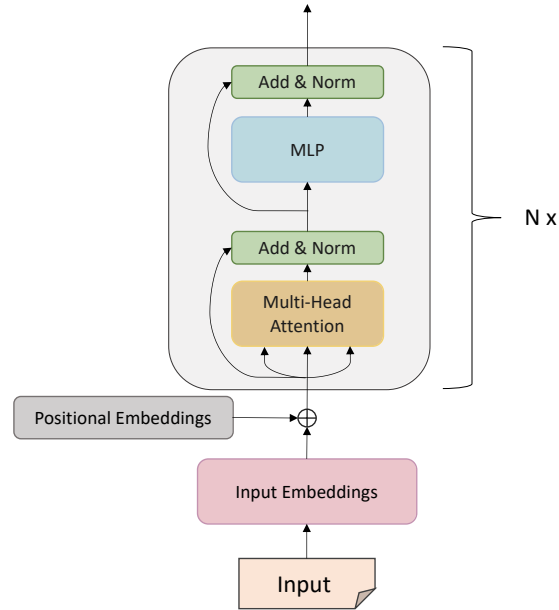 Add & Norm
MLP
Add & Norm
Multi-Head
Attention
N x
Positional Embeddings
Input Embeddings
Input